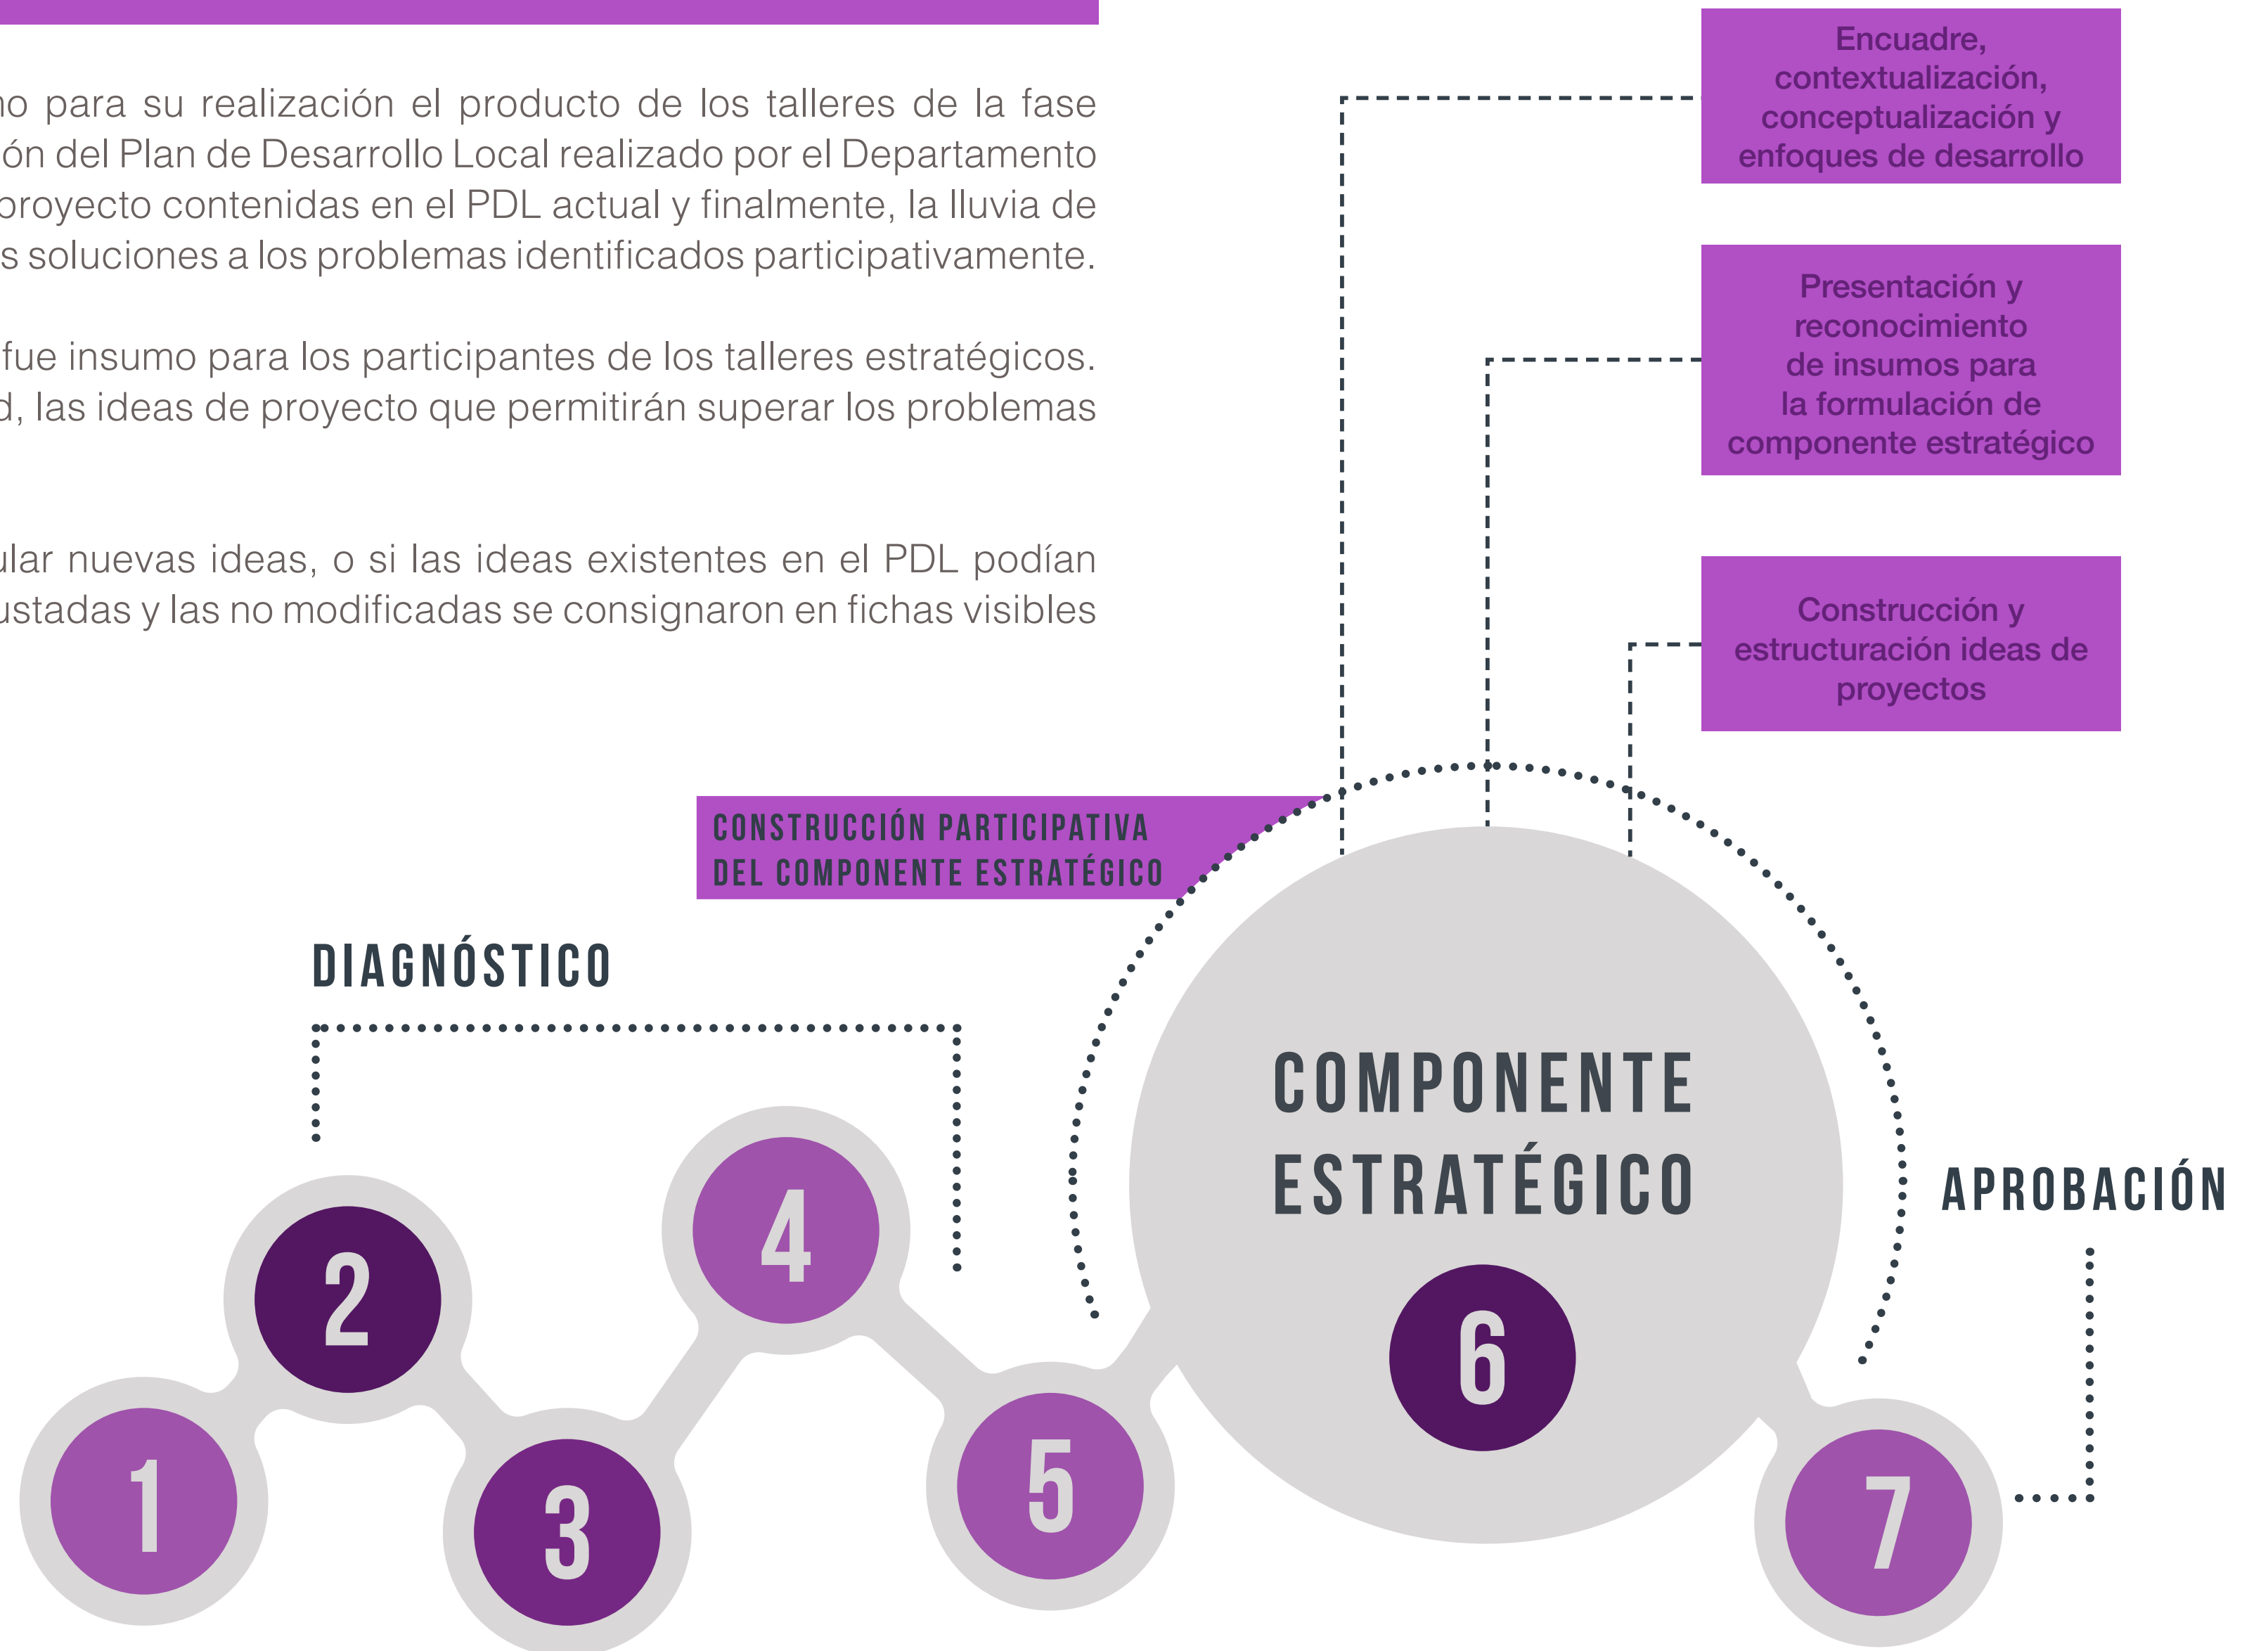 para su realización el producto de los talleres de la fase
del Plan de Desarrollo Local realizado por el Departamento
proyecto contenidas en el PDL actual y finalmente, la lluvia de
soluciones a los problemas identificados participativamente.
fue insumo para los participantes de los talleres estratégicos.
las ideas de proyecto que permitirán superar los problemas
nuevas ideas, o si las ideas existentes en el PDL podían
y las no modificadas se consignaron en fichas visibles
Encuadre,
contextualización,
conceptualización y
enfoques de desarrollo
Presentación y
reconocimiento
de insumos para
la formulación de
componente estratégico
Construcción y
estructuración ideas de
proyectos
CONSTRUCCIÓN PARTICIPATIVA
DEL COMPONENTE ESTRATÉGICO
DIAGNÓSTICO
COMPONENTE
ESTRATÉGICO
APROBACIÓN
1
2
3
4
5
6
7